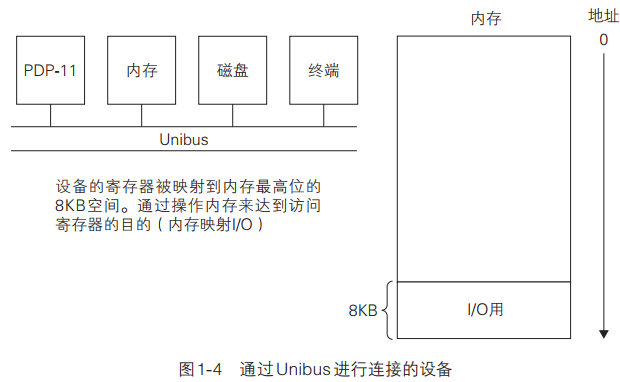 PDP-11
内存
磁盘
终端
Unibus
设备的寄存器被映射到内存最高位的
8KB空间。通过操作内存来达到访问
寄存器的目的（内存映射I/O）
内存
地址
0
8KB
I/O用
图1-4 通过Unibus进行连接的设备